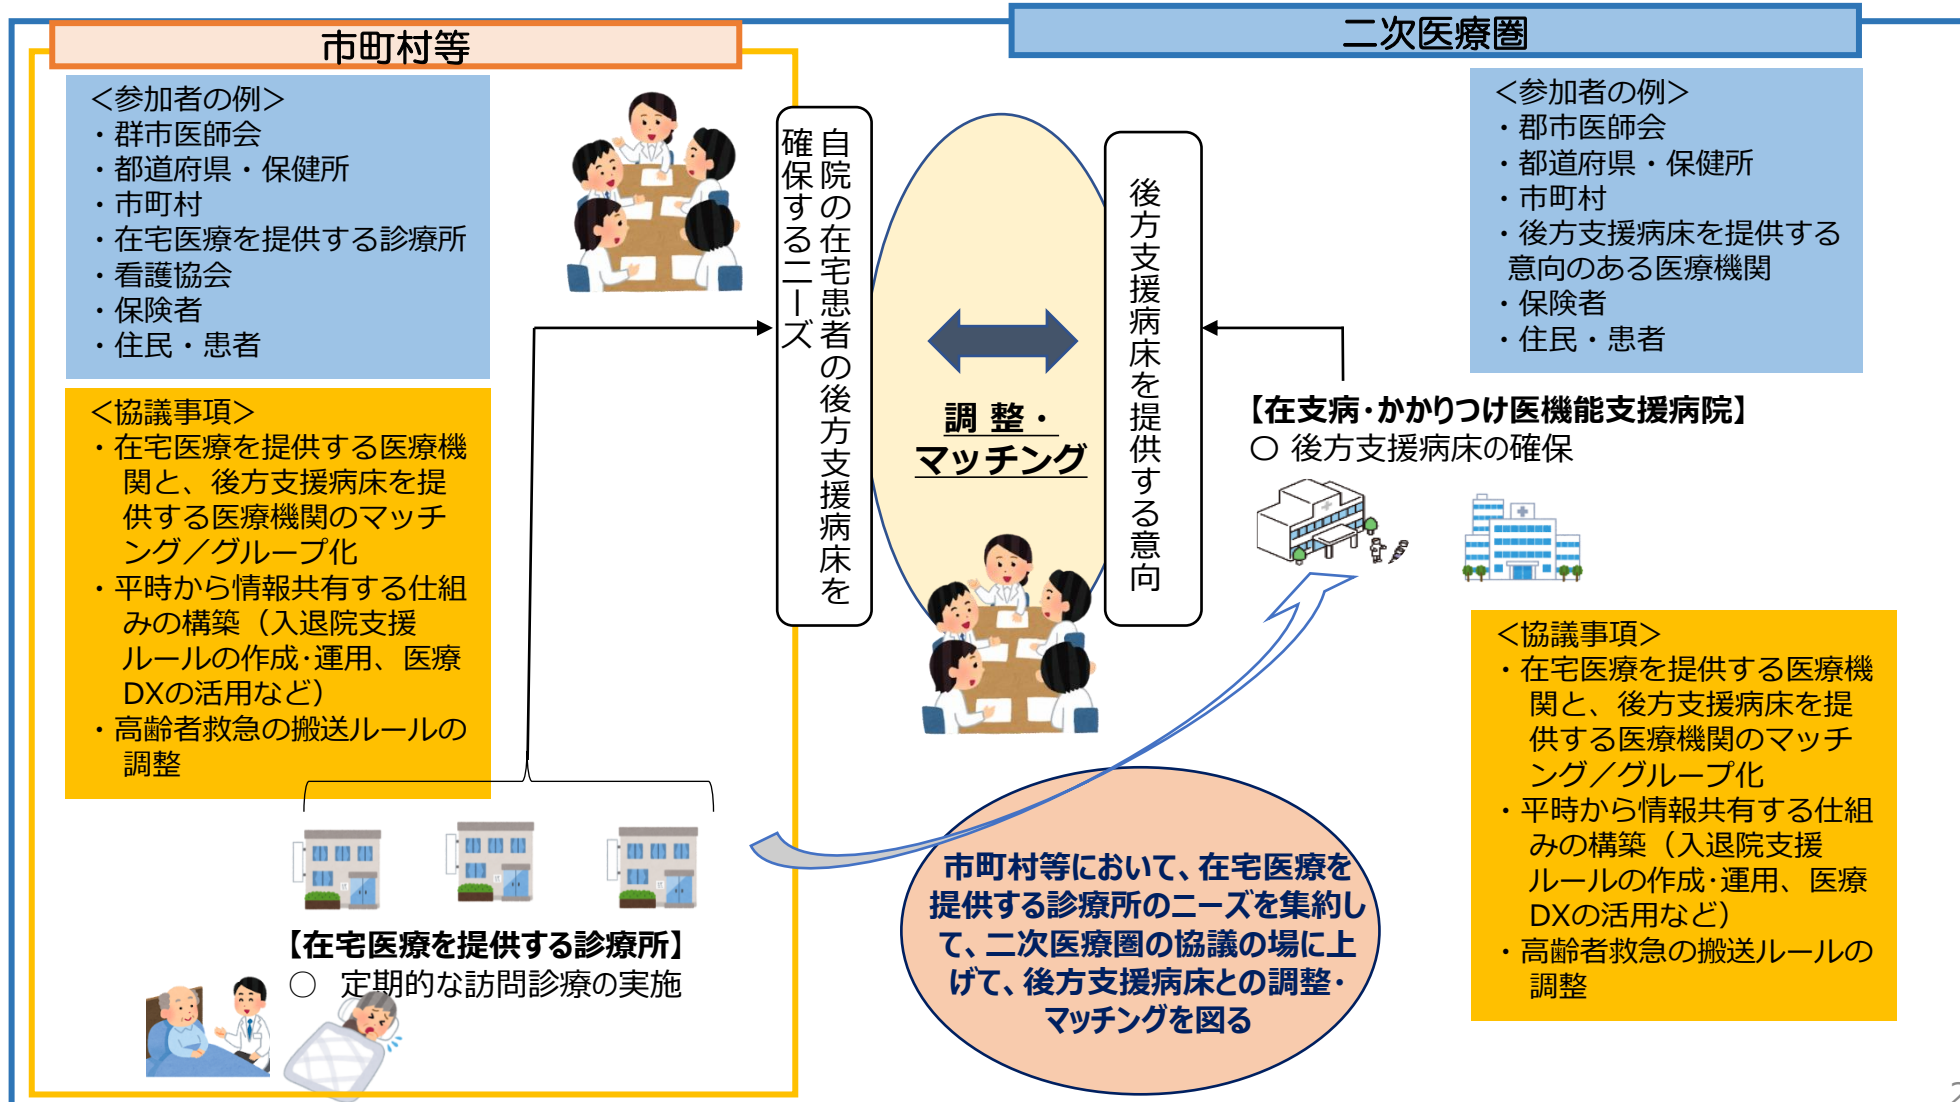 市町村等
二次医療圏
＜参加者の例＞
・群市医師会
・都道府県・保健所
・市町村
・在宅医療を提供する診療所
・看護協会
・保険者
・住民・患者
＜協議事項＞
・在宅医療を提供する医療機
関と、後方支援病床を提
供する医療機関のマッチ
ング／グループ化
・平時から情報共有する仕組
みの構築（入退院支援
ルールの作成･運用、医療
DXの活用など）
・高齢者救急の搬送ルールの
調整
自院の在宅患者の後方支援病床を
確保するニーズ
調 整・
マッチング
後方支援病床を提供する意向
＜参加者の例＞
・郡市医師会
・都道府県・保健所
・市町村
・後方支援病床を提供する
意向のある医療機関
・保険者
・住民・患者
【在支病･かかりつけ医機能支援病院】
〇 後方支援病床の確保
＜協議事項＞
・在宅医療を提供する医療機
関と、後方支援病床を提
供する医療機関のマッチ
ング／グループ化
・平時から情報共有する仕組
みの構築（入退院支援
ルールの作成･運用、医療
DXの活用など）
・高齢者救急の搬送ルールの
調整
【在宅医療を提供する診療所】
○ 定期的な訪問診療の実施
市町村等において、在宅医療を
提供する診療所のニーズを集約し
て、二次医療圏の協議の場に上
げて、後方支援病床との調整・
マッチングを図る